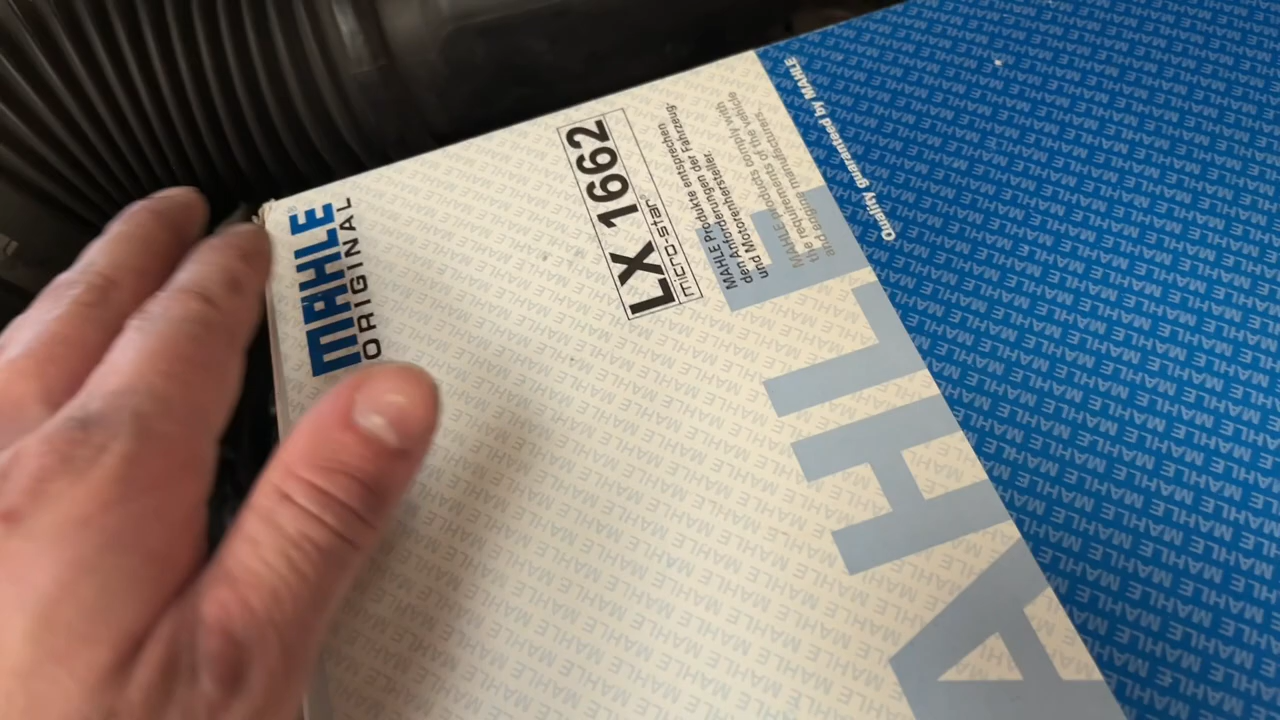 MAHLE®
ORIGINAL
LX 1662
micro-star®
MAHLE Produkte entsprechen
den Anforderungen der Fahrzeug-
und Motorenhersteller.
MAHLE products comply with
the requirements of the vehicle
and engine manufacturers.
Quality guaranteed by MAHLE
AHLE